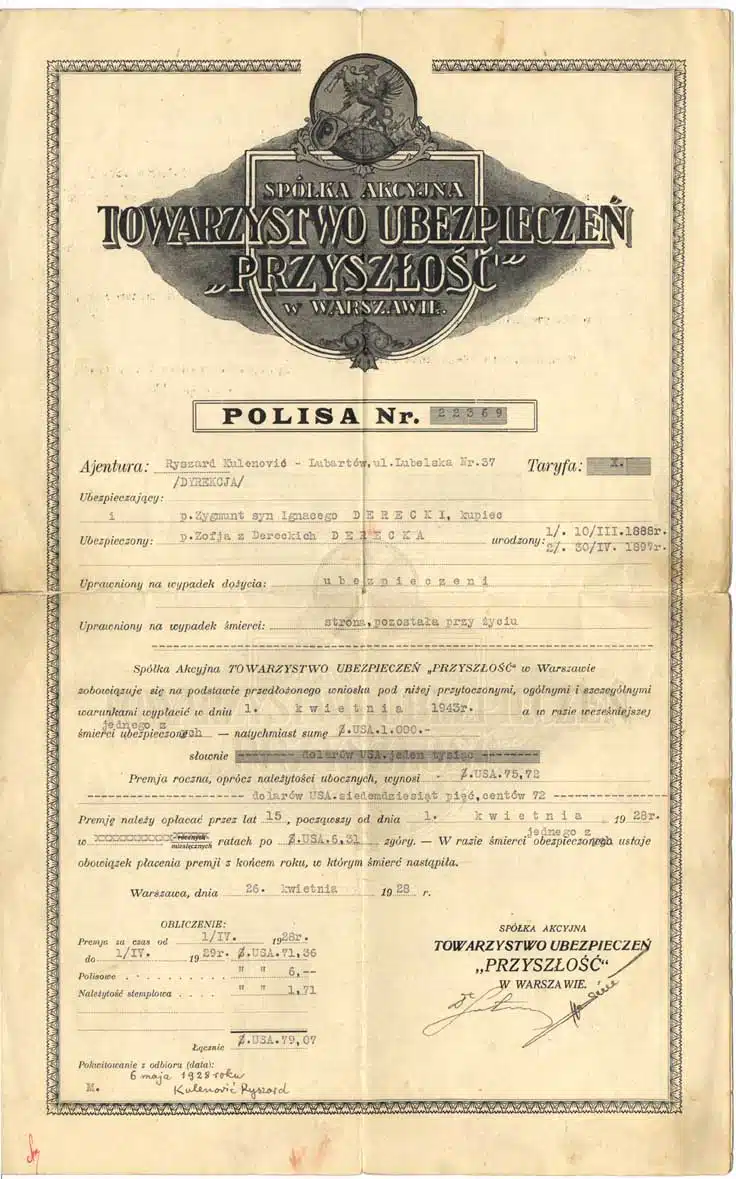 SPÓŁKA AKCYJNA
TOWARZYSTWO UBEZPIECZEŃ
„PRZYSZŁOŚĆ"
W WARSZAWIE.
POLISA Nr. 22369
Ajentura: Ryszard Kulenović - Lubartów, ul. Lubelska Nr.37 Taryfa: X.
/DYREKCJA/
Ubezpieczający:
i p. Zygmunt syn Ignacego DERECKI, kupiec
Ubezpieczony: p. Zofja z Dereckich DERECKA urodzony: 1/. 10/III.1888r.
2/. 30/IV. 1897r.
Uprawniony na wypadek dożycia: ubezpieczeni
Uprawniony na wypadek śmierci: strona, pozostała przy życiu
Spółka Akcyjna TOWARZYSTWO UBEZPIECZEŃ „PRZYSZŁOŚĆ" w Warszawie
zobowiązuje się na podstawie przedłożonego wniosku pod niżej przytoczonymi, ogólnymi i szczególnymi
warunkami wypłacić w dniu 1. kwietnia 1943r. a w razie wcześniejszej
jednego z
śmierci ubezpieczonych — natychmiast sumę $.USA.1.000.-
słownie dolarów USA. jeden tysiąc
Premja roczna, oprócz należytości ubocznych, wynosi - $.USA.75,72
dolarów USA. siedemdziesiąt pięć, centów 72
Premję należy opłacać przez lat 15, począwszy od dnia 1. kwietnia 1928r.
jednego z
w XXXXXXXXXXX rocznych miesięcznych ratach po $.USA.6,31 zgóry. — W razie śmierci obezpieczonych ustaje
obowiązek płacenia premji z końcem roku, w którym śmierć nastąpiła.
Warszawa, dnia 26. kwietnia 1928 r.
OBLICZENIE:
Premja za czas od 1/IV. 1928r.
do 1/IV. 1929r. $.USA.71,36
Polisowe " " 6,--
Należytość stemplowa " " 1,71
Łącznie $.USA.79,07
Pokwitowanie z odbioru (data):
6 maja 1928 roku
M. Kulenović Ryszard
SPÓŁKA AKCYJNA
TOWARZYSTWO UBEZPIECZEŃ
„PRZYSZŁOŚĆ"
W WARSZAWIE.